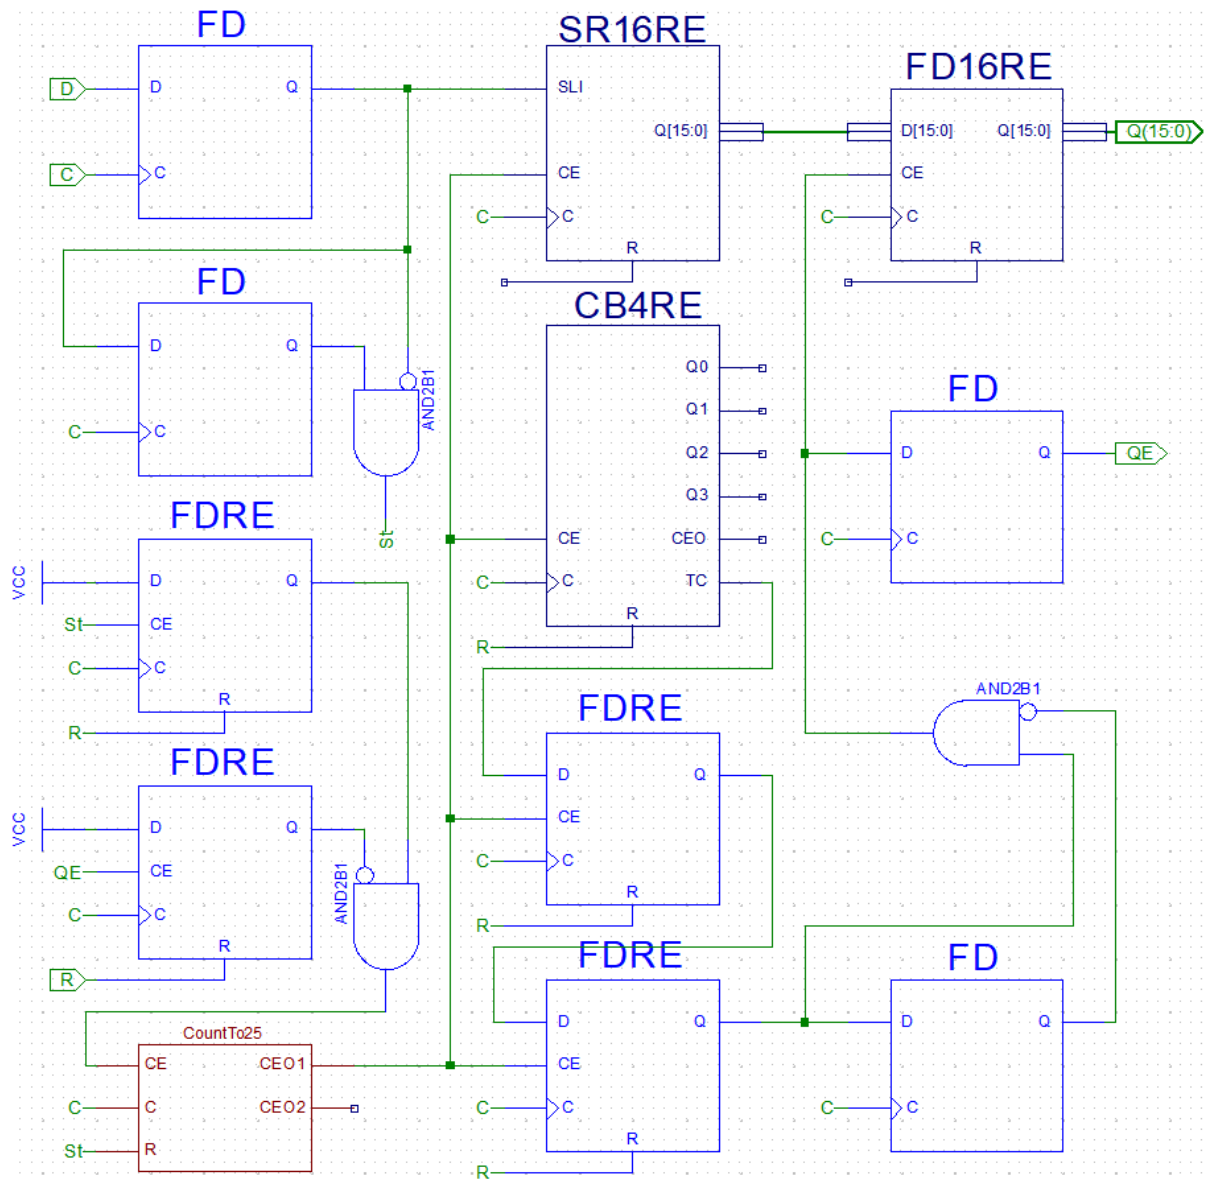 FD
D
D
Q
C
C
FD
D
Q
C
C
AND2B1
St
FDRE
VCC
D
Q
St
CE
C
C
R
R
FDRE
VCC
D
Q
QE
CE
C
C
R
R
AND2B1
CountTo25
CE
CEO1
C
C
CEO2
St
R
SR16RE
SLI
Q[15:0]
CE
C
C
R
CB4RE
Q0
Q1
Q2
Q3
CE
CEO
C
C
TC
R
R
FDRE
D
Q
CE
C
C
R
R
FDRE
D
Q
CE
C
C
R
R
FD16RE
D[15:0]
Q[15:0]
Q(15:0)
CE
C
C
R
FD
D
Q
QE
C
C
AND2B1
FD
D
Q
C
C